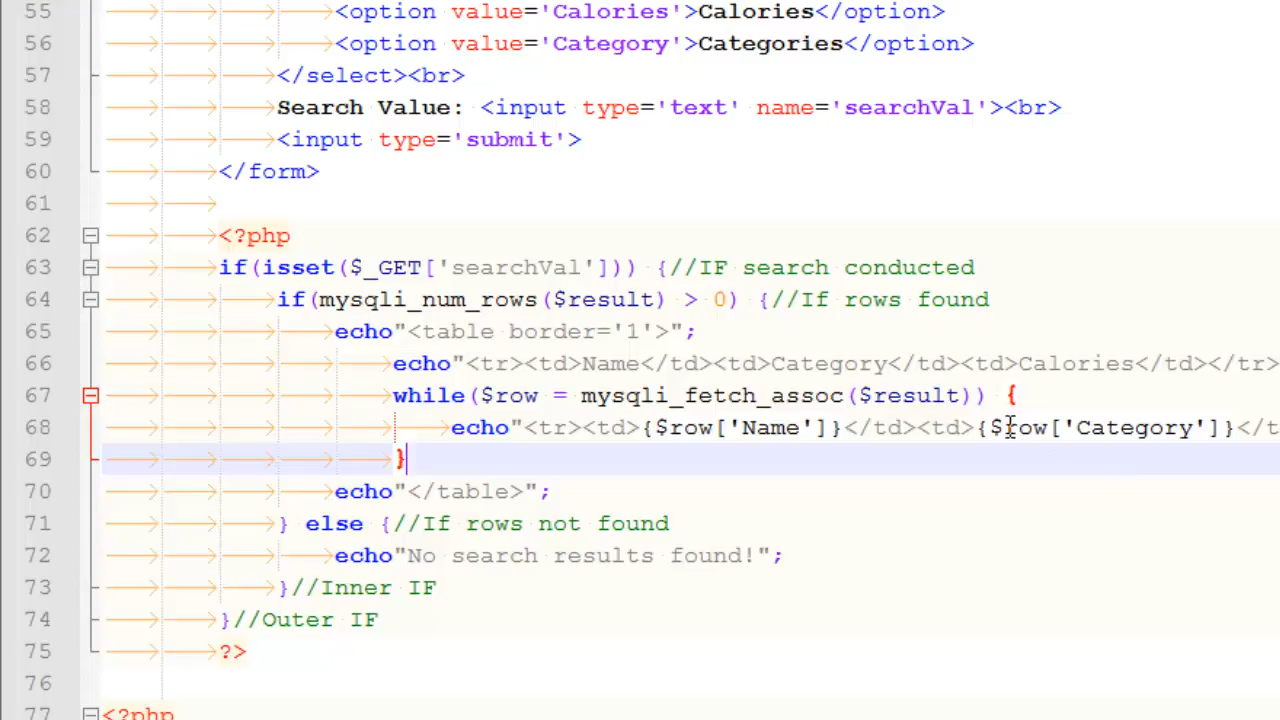 55 <option value='Calories'>Calories</option>
56 <option value='Category'>Categories</option>
57 </select><br>
58 Search Value: <input type='text' name='searchVal'><br>
59 <input type='submit'>
60 </form>
61
62 <?php
63 if(isset($_GET['searchVal'])) {//IF search conducted
64 if(mysqli_num_rows($result) > 0) {//If rows found
65 echo"<table border='1'>";
66 echo"<tr><td>Name</td><td>Category</td><td>Calories</td></tr>
67 while($row = mysqli_fetch_assoc($result)) {
68 echo"<tr><td>{$row['Name']}</td><td>{$row['Category']}</t
69 }
70 echo"</table>";
71 } else {//If rows not found
72 echo"No search results found!";
73 }//Inner IF
74 }//Outer IF
75 ?>
76
77 <?php